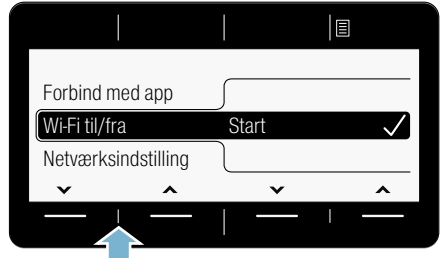 Forbind med app
Wi-Fi til/fra Start
Netværksindstilling